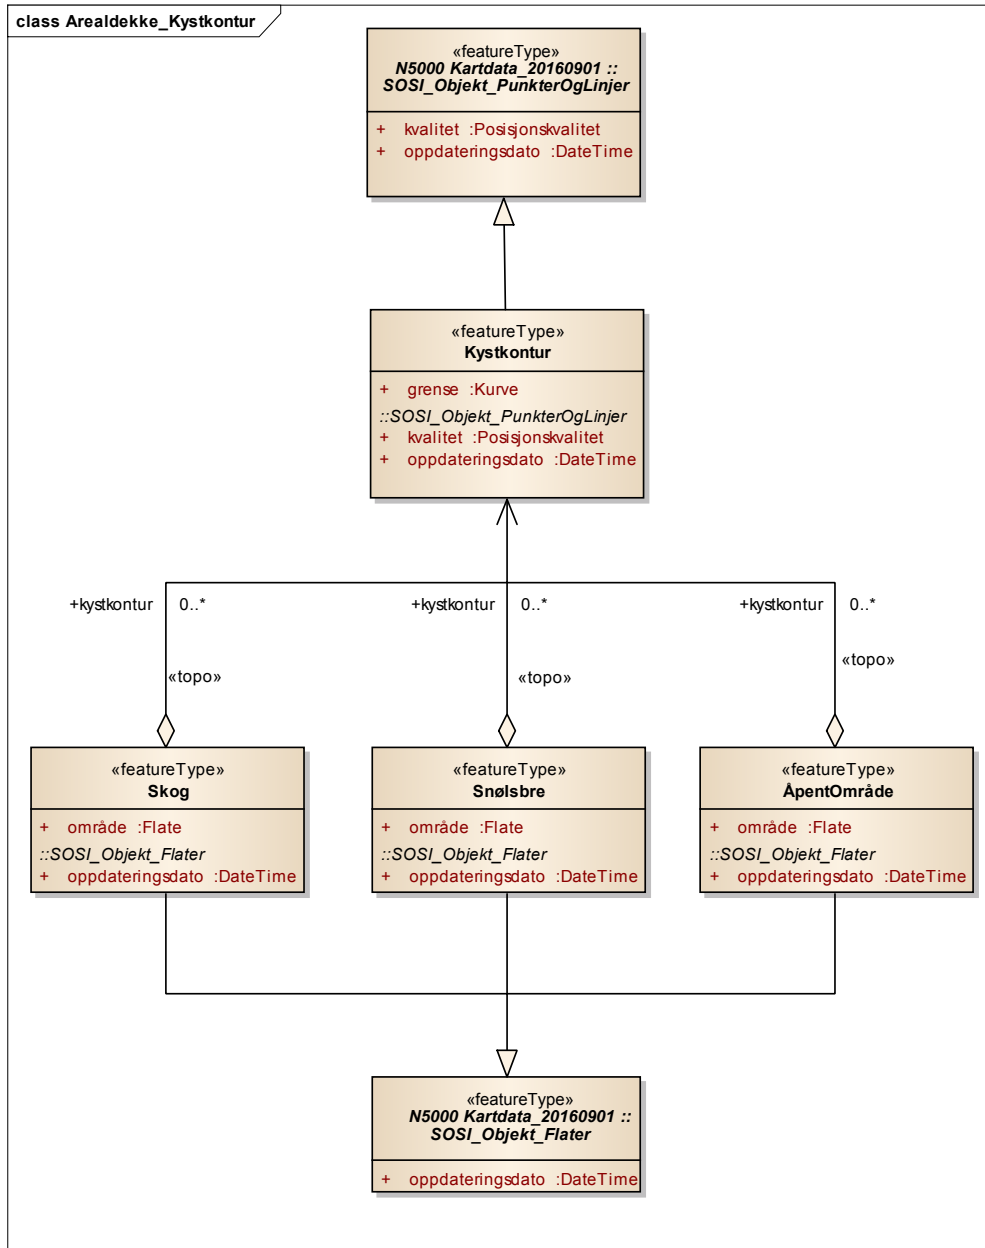 class Arealdekke_Kystkontur
«featureType»
N5000 Kartdata_20160901 ::
SOSI_Objekt_PunkterOgLinjer
+ kvalitet :Posisjonskvalitet
+ oppdateringsdato :DateTime
«featureType»
Kystkontur
+ grense :Kurve
::SOSI_Objekt_PunkterOgLinjer
+ kvalitet :Posisjonskvalitet
+ oppdateringsdato :DateTime
+kystkontur 0..*
+kystkontur 0..*
+kystkontur 0..*
«topo»
«topo»
«topo»
«featureType»
Skog
+ område :Flate
::SOSI_Objekt_Flater
+ oppdateringsdato :DateTime
«featureType»
SnøIsbre
+ område :Flate
::SOSI_Objekt_Flater
+ oppdateringsdato :DateTime
«featureType»
ÅpentOmråde
+ område :Flate
::SOSI_Objekt_Flater
+ oppdateringsdato :DateTime
«featureType»
N5000 Kartdata_20160901 ::
SOSI_Objekt_Flater
+ oppdateringsdato :DateTime